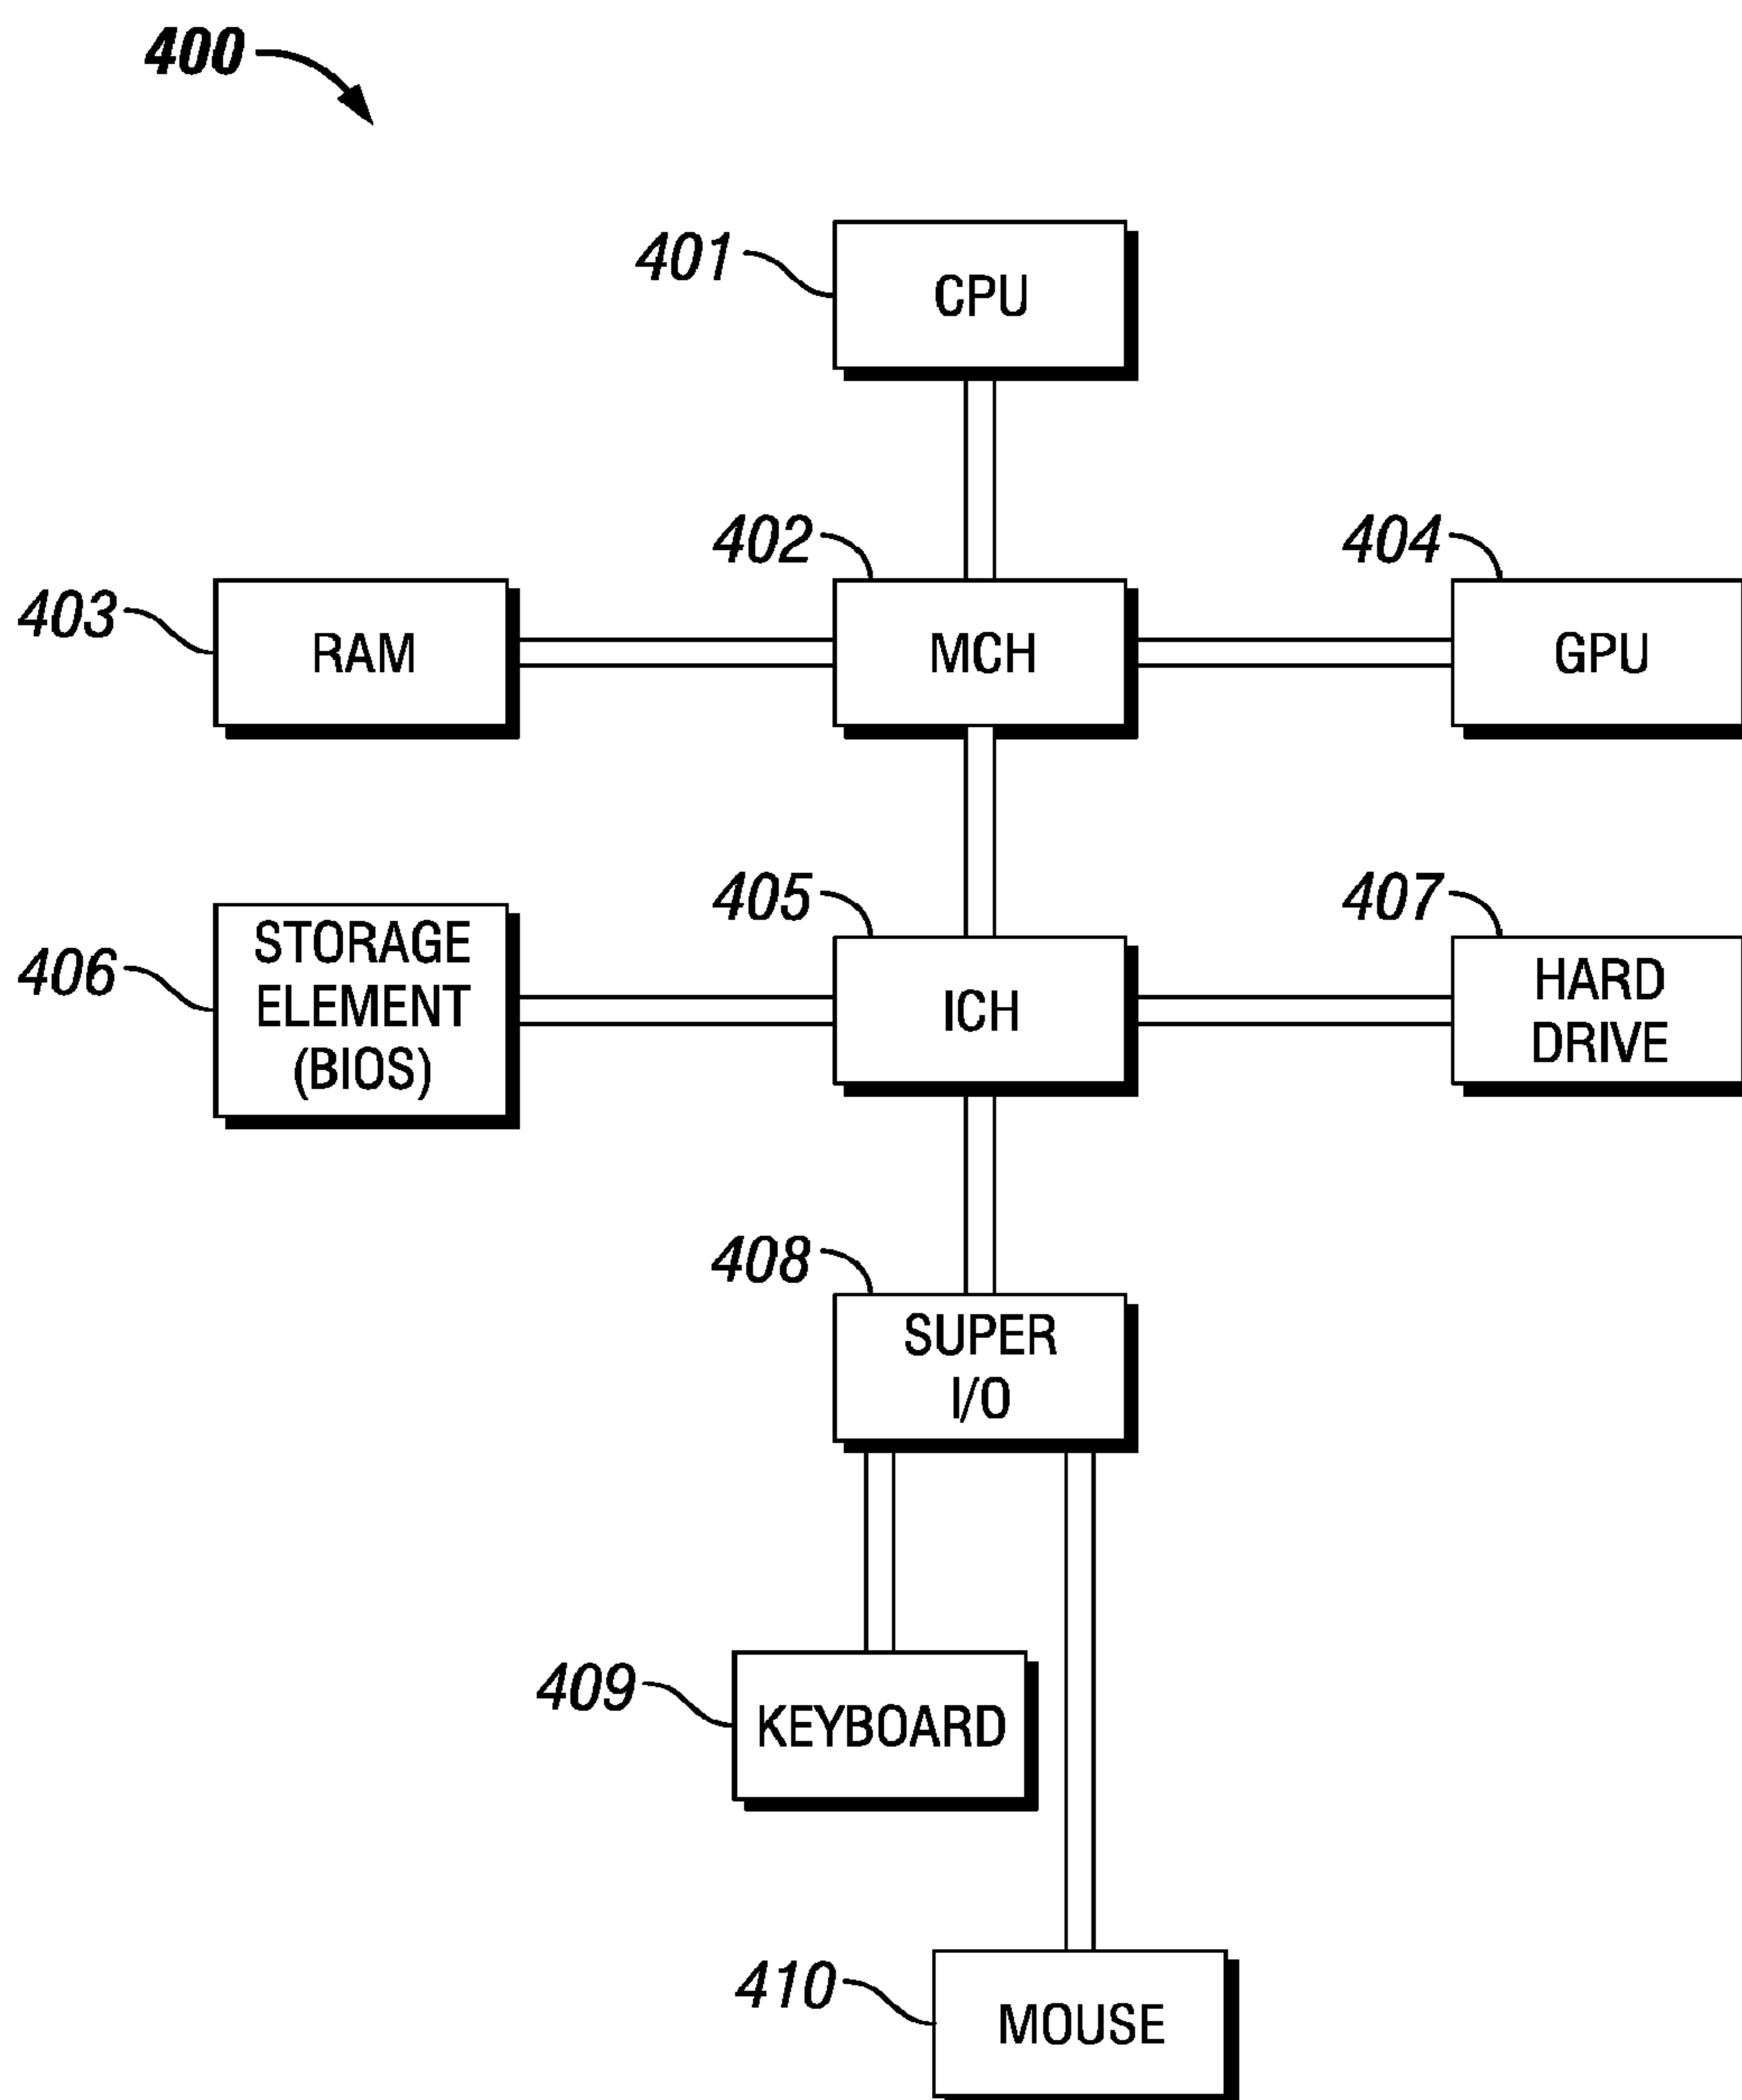 400
401
CPU
402
404
403
RAM
MCH
GPU
405
407
406
STORAGE
ELEMENT
(BIOS)
ICH
HARD
DRIVE
408
SUPER
I/O
409
KEYBOARD
410
MOUSE